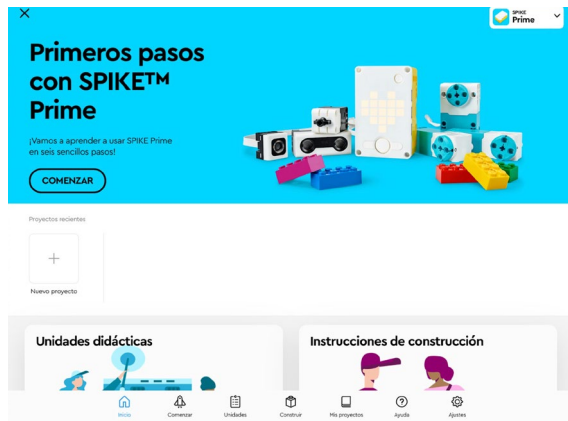 SPIKE
Prime
Primeros pasos
con SPIKE™
Prime
¡Vamos a aprender a usar SPIKE Prime
en seis sencillos pasos!
COMENZAR
Proyectos recientes
Nuevo proyecto
Unidades didácticas
Instrucciones de construcción
Inicio
Comenzar
Unidades
Construir
Mis proyectos
Ayuda
Ajustes